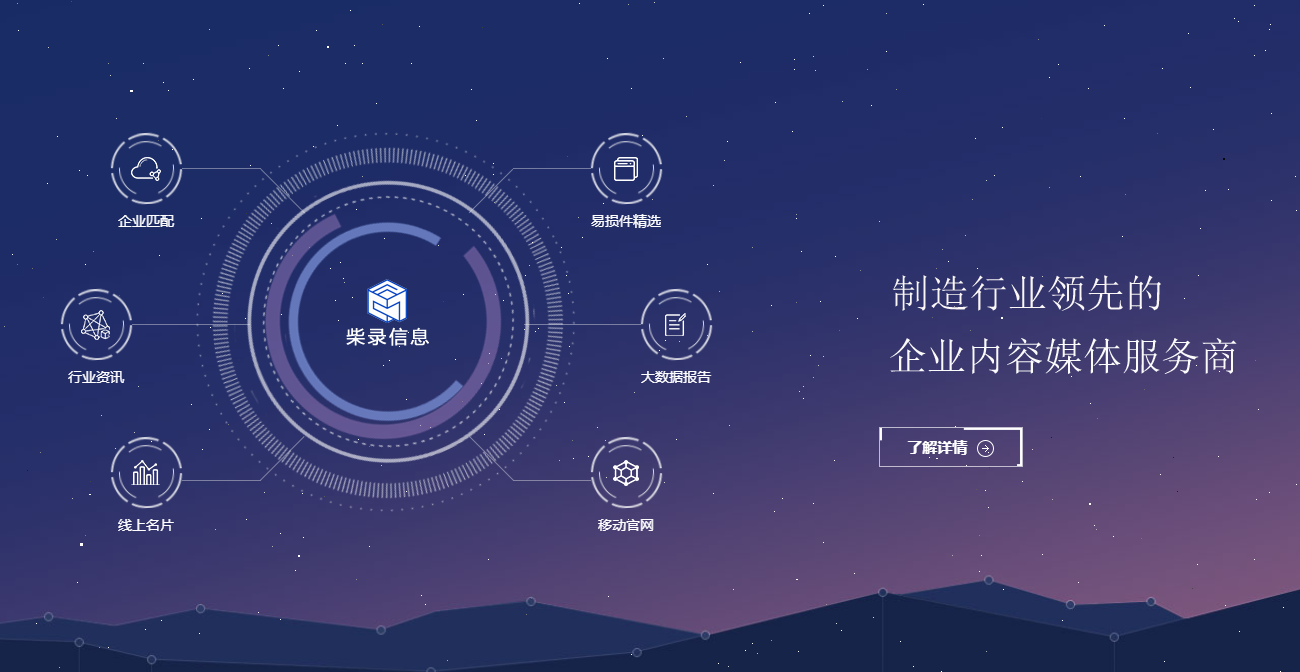 企业匹配
易损件精选
行业资讯
柴录信息
大数据报告
线上名片
移动官网
制造行业领先的
企业内容媒体服务商
了解详情